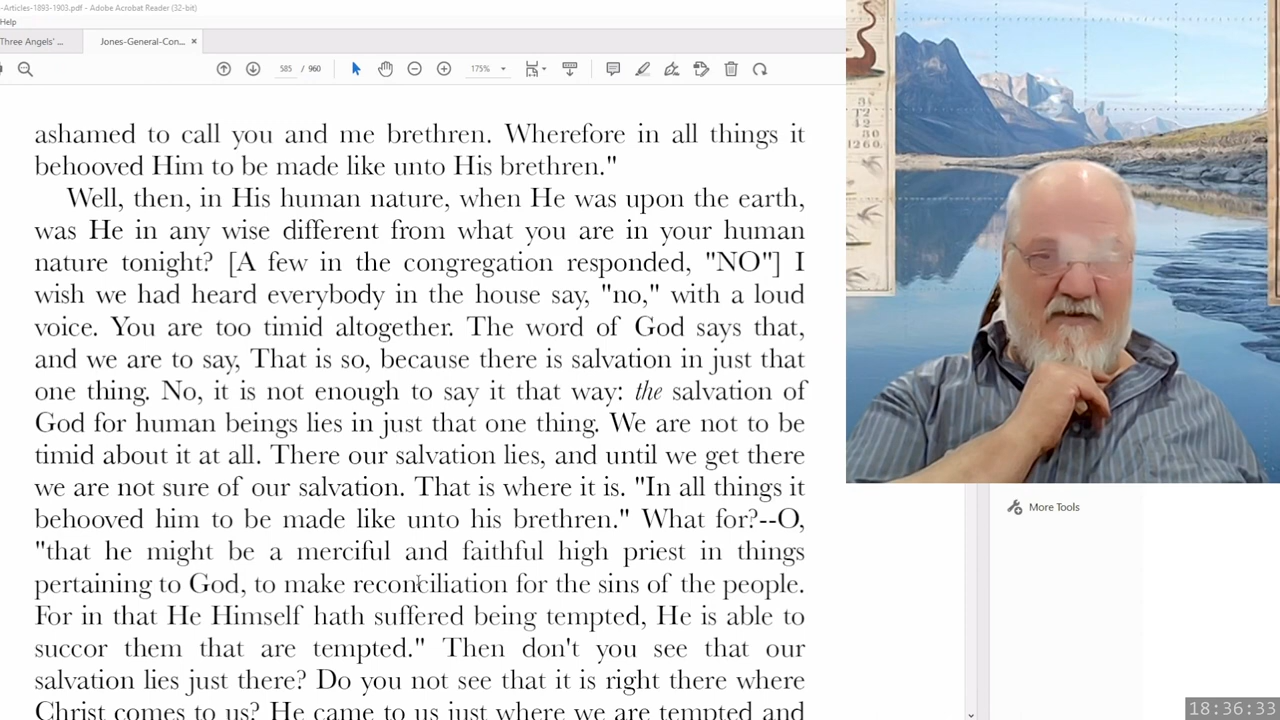 -Articles-1893-1903.pdf - Adobe Acrobat Reader (32-bit)
Help
Three Angels' ...
Jones-General-Con... ×
585 960 75%
ashamed to call you and me brethren. Wherefore in all things it
behooved Him to be made like unto His brethren."
Well, then, in His human nature, when He was upon the earth,
was He in any wise different from what you are in your human
nature tonight? [A few in the congregation responded, "NO"] I
wish we had heard everybody in the house say, "no," with a loud
voice. You are too timid altogether. The word of God says that,
and we are to say, That is so, because there is salvation in just that
one thing. No, it is not enough to say it that way: the salvation of
God for human beings lies in just that one thing. We are not to be
timid about it at all. There our salvation lies, and until we get there
we are not sure of our salvation. That is where it is. "In all things it
behooved him to be made like unto his brethren." What for?--O,
"that he might be a merciful and faithful high priest in things
pertaining to God, to make reconciliation for the sins of the people.
For in that He Himself hath suffered being tempted, He is able to
succor them that are tempted." Then don't you see that our
salvation lies just there? Do you not see that it is right there where
Christ comes to us? He came to us just where we are tempted and
1260
More Tools
18:36:33